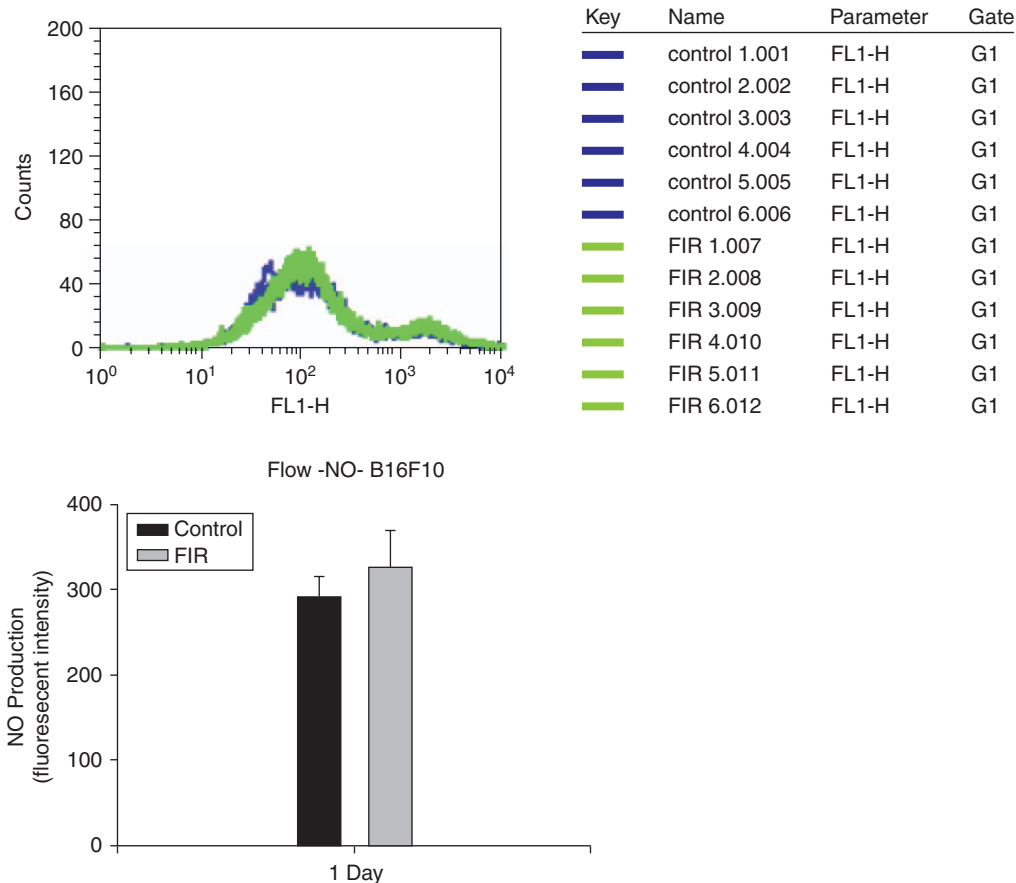 200
160
120
80
40
0
Counts
10⁰ 10¹ 10² 10³ 10⁴
FL1-H
Key Name Parameter Gate
control 1.001 FL1-H G1
control 2.002 FL1-H G1
control 3.003 FL1-H G1
control 4.004 FL1-H G1
control 5.005 FL1-H G1
control 6.006 FL1-H G1
FIR 1.007 FL1-H G1
FIR 2.008 FL1-H G1
FIR 3.009 FL1-H G1
FIR 4.010 FL1-H G1
FIR 5.011 FL1-H G1
FIR 6.012 FL1-H G1
Flow -NO- B16F10
400
300
200
100
0
NO Production
(fluoresecent intensity)
Control
FIR
1 Day